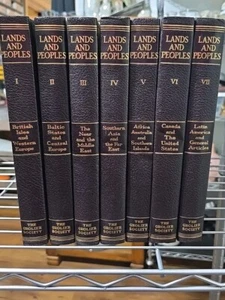 LANDS
AND
PEOPLES
I
British
Isles and
Western
Europe
THE
GROLIER
SOCIETY
LANDS
AND
PEOPLES
II
Baltic
States and
Central
Europe
THE
GROLIER
SOCIETY
LANDS
AND
PEOPLES
III
The
Near and the
Middle
East
THE
GROLIER
SOCIETY
LANDS
AND
PEOPLES
IV
Southern
Asia
and the Far
East
THE
GROLIER
SOCIETY
LANDS
AND
PEOPLES
V
Africa
Australia
and
Southern
Islands
THE
GROLIER
SOCIETY
LANDS
AND
PEOPLES
VI
Canada
and
The United
States
THE
GROLIER
SOCIETY
LANDS
AND
PEOPLES
VII
Latin
America
General
Articles
THE
GROLIER
SOCIETY